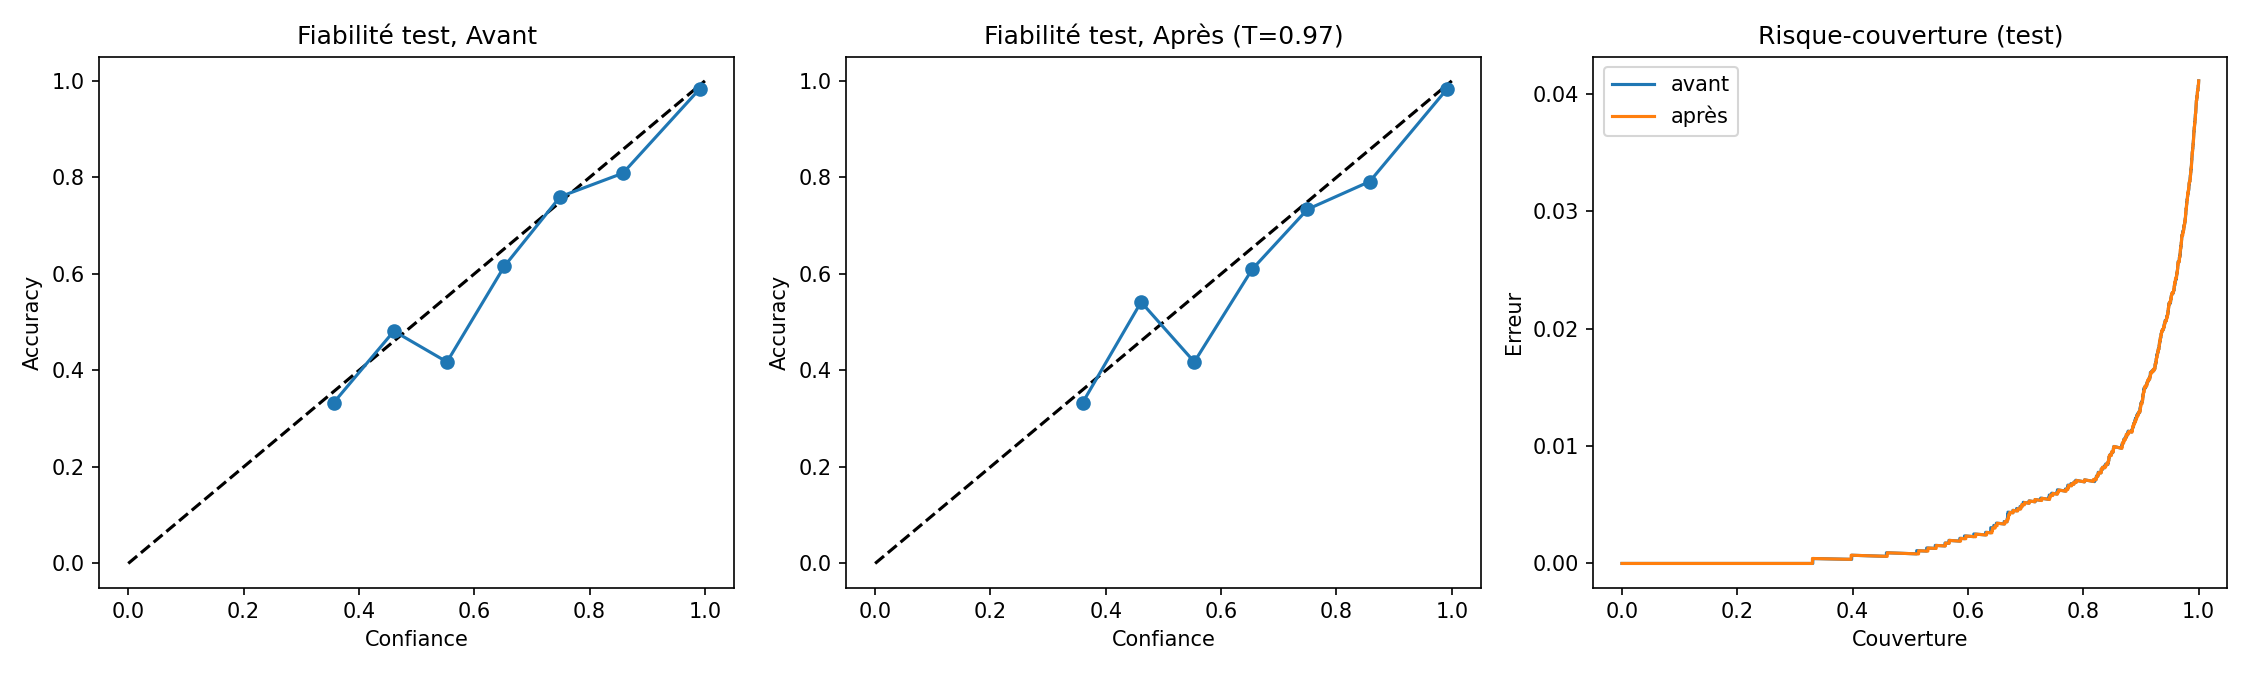 Fiabilité test, Avant
1.0
0.8
0.6
0.4
0.2
0.0
Accuracy
0.0 0.2 0.4 0.6 0.8 1.0
Confiance
Fiabilité test, Après (T=0.97)
1.0
0.8
0.6
0.4
0.2
0.0
Accuracy
0.0 0.2 0.4 0.6 0.8 1.0
Confiance
Risque-couverture (test)
avant
après
0.04
0.03
0.02
0.01
0.00
Erreur
0.0 0.2 0.4 0.6 0.8 1.0
Couverture